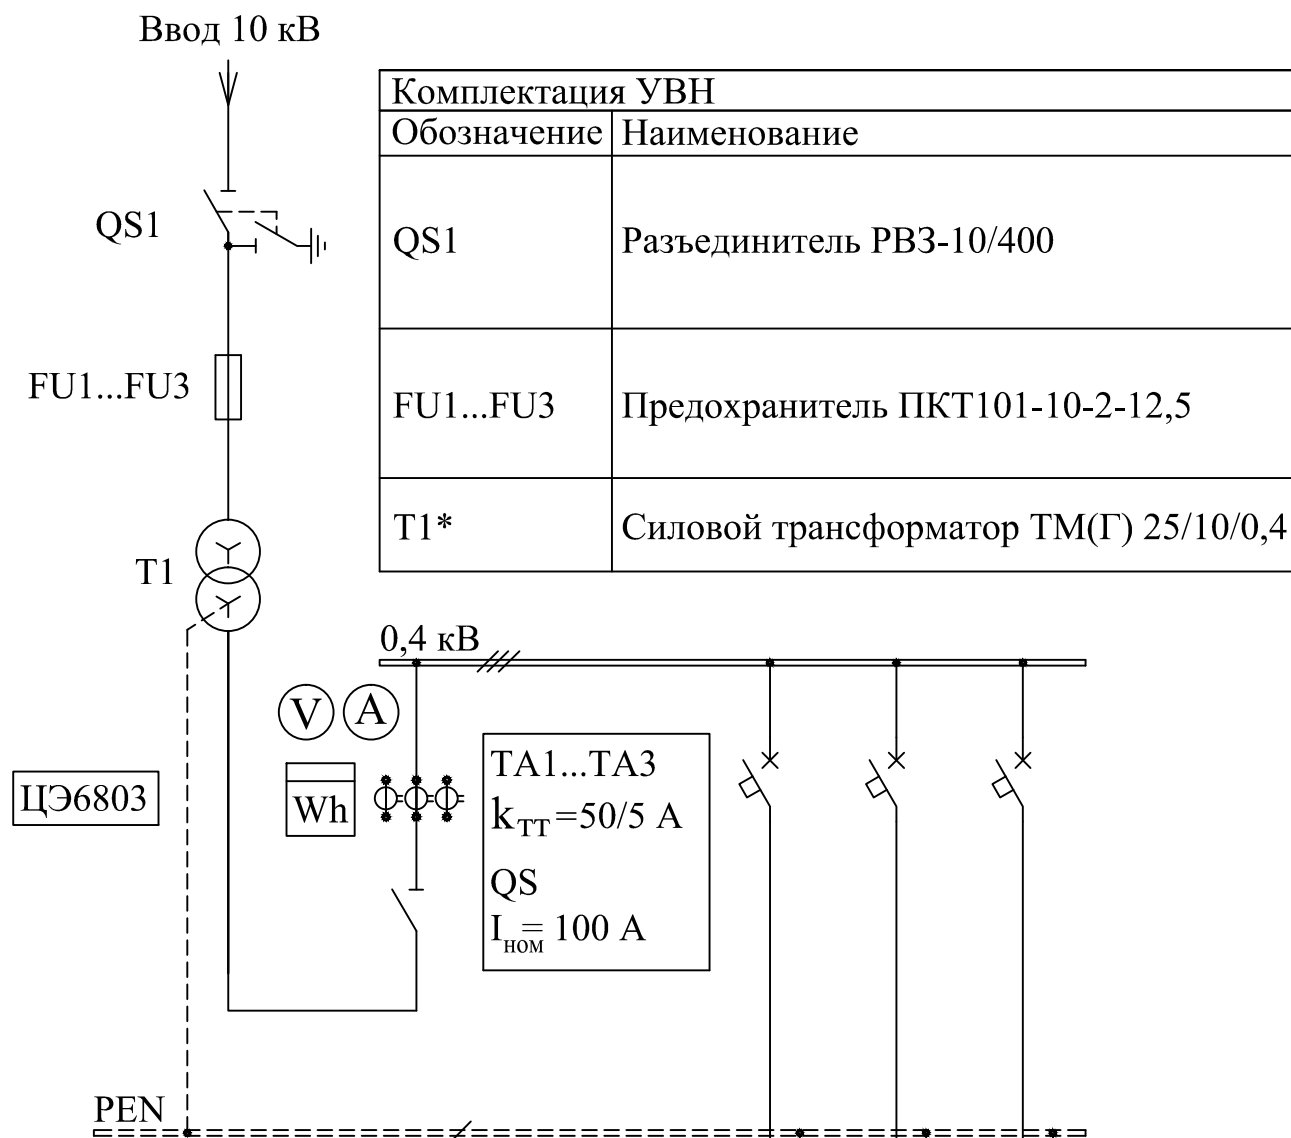 Ввод 10 кВ
Комплектация УВН
Обозначение Наименование
QS1
QS1 Разъединитель РВЗ-10/400
FU1...FU3
FU1...FU3 Предохранитель ПКТ101-10-2-12,5
T1* Силовой трансформатор ТМ(Г) 25/10/0,4
T1
0,4 кВ
V A
TA1...TA3
ЦЭ6803
Wh
kТТ=50/5 А
QS
Iном= 100 А
PEN